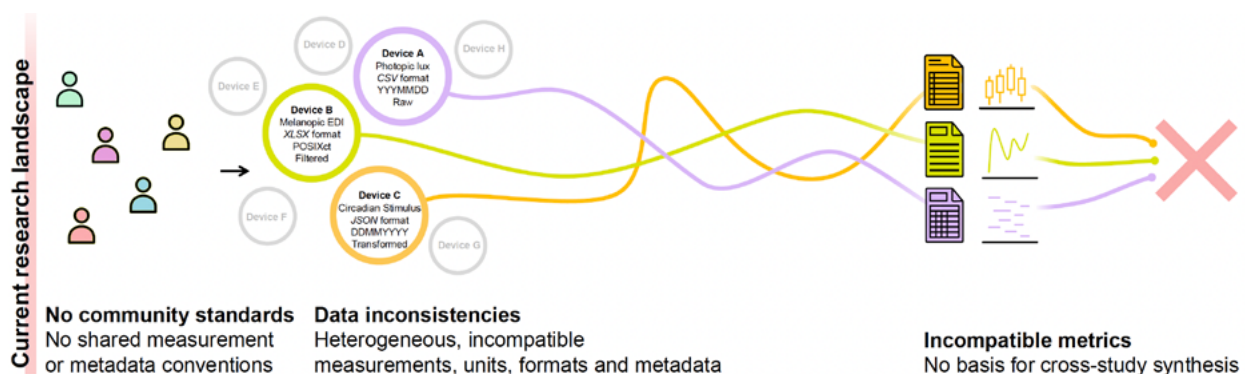 Current research landscape
Device D
Device H
Device E
Device A
Photopic lux
CSV format
YYYMMDD
Raw
Device B
Melanopic EDI
XLSX format
POSIXct
Filtered
Device C
Circadian Stimulus
JSON format
DDMMYYYY
Transformed
Device F
Device G
No community standards
No shared measurement
or metadata conventions
Data inconsistencies
Heterogeneous, incompatible
measurements, units, formats and metadata
Incompatible metrics
No basis for cross-study synthesis